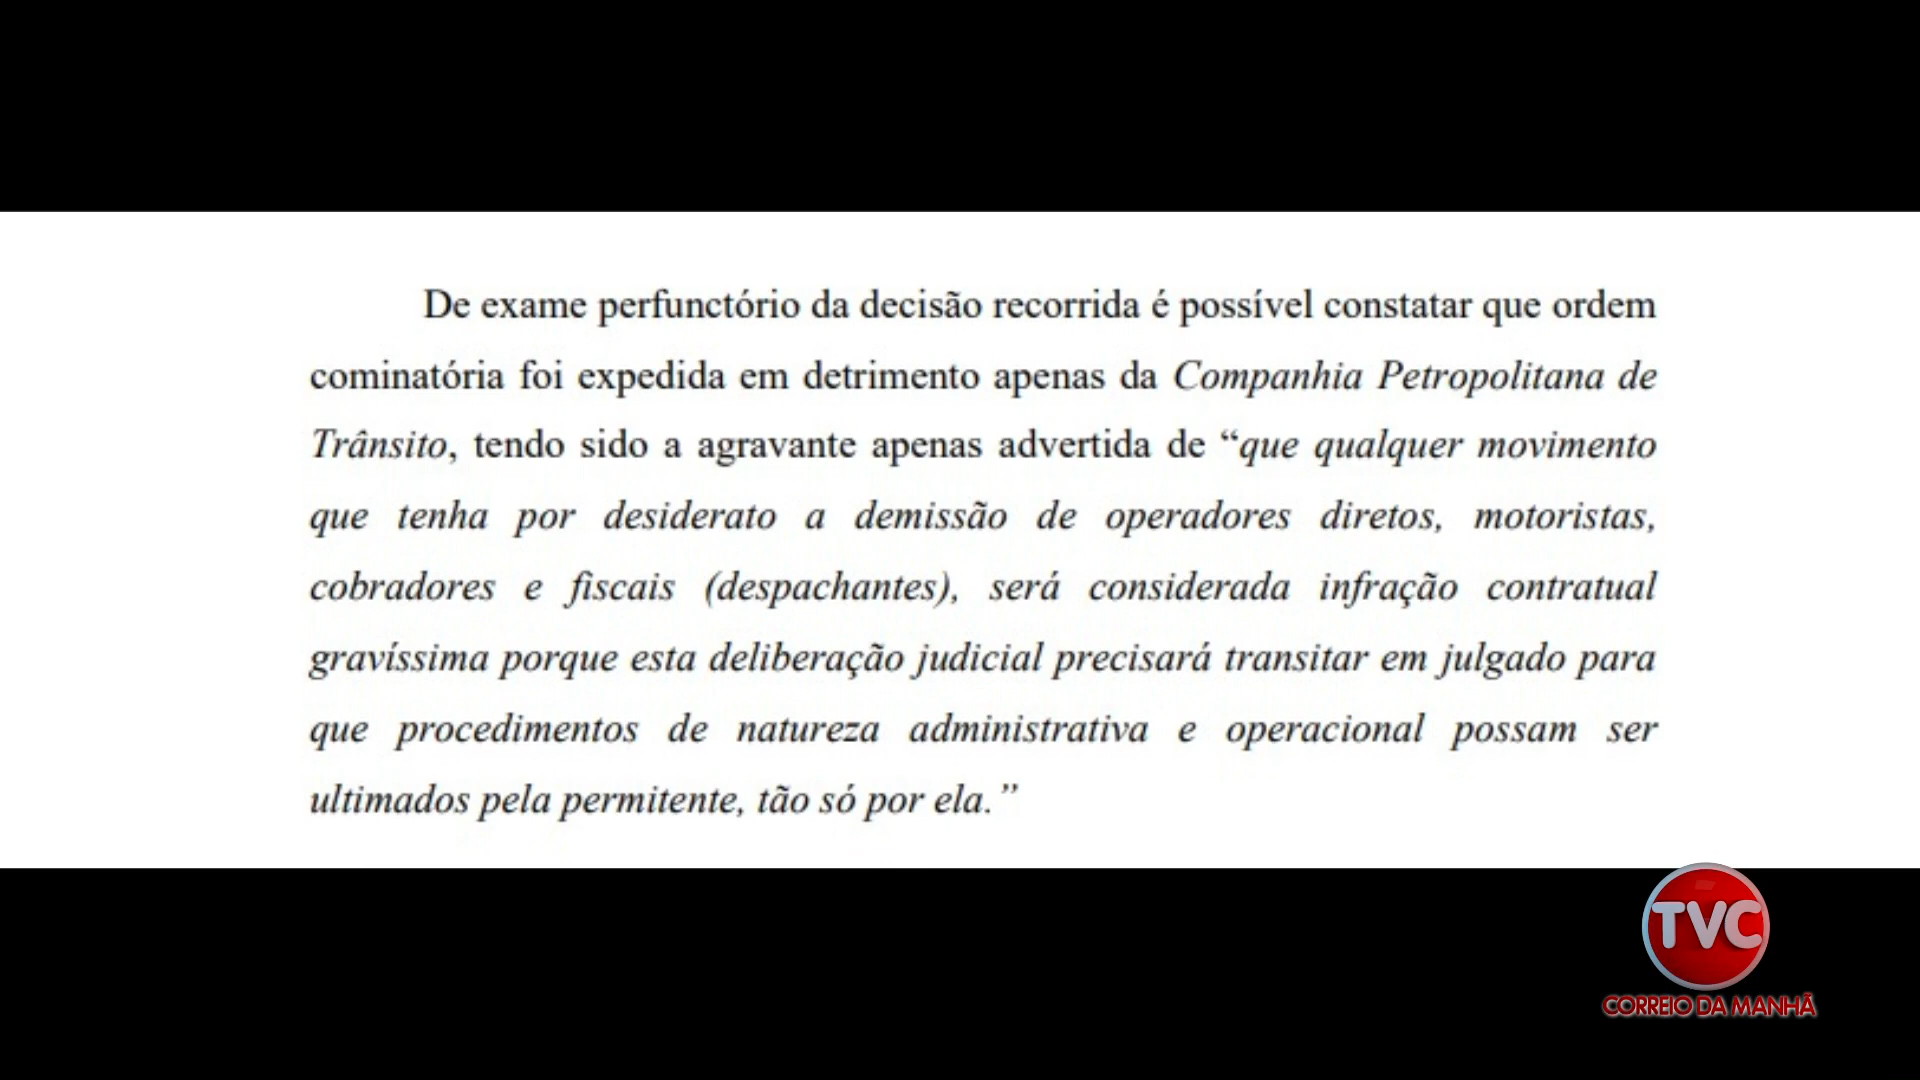 De exame perfunctório da decisão recorrida é possível constatar que ordem
cominatória foi expedida em detrimento apenas da Companhia Petropolitana de
Trânsito, tendo sido a agravante apenas advertida de “que qualquer movimento
que tenha por desiderato a demissão de operadores diretos, motoristas,
cobradores e fiscais (despachantes), será considerada infração contratual
gravíssima porque esta deliberação judicial precisará transitar em julgado para
que procedimentos de natureza administrativa e operacional possam ser
ultimados pela permitente, tão só por ela.”
TVC
CORREIO DA MANHÃ